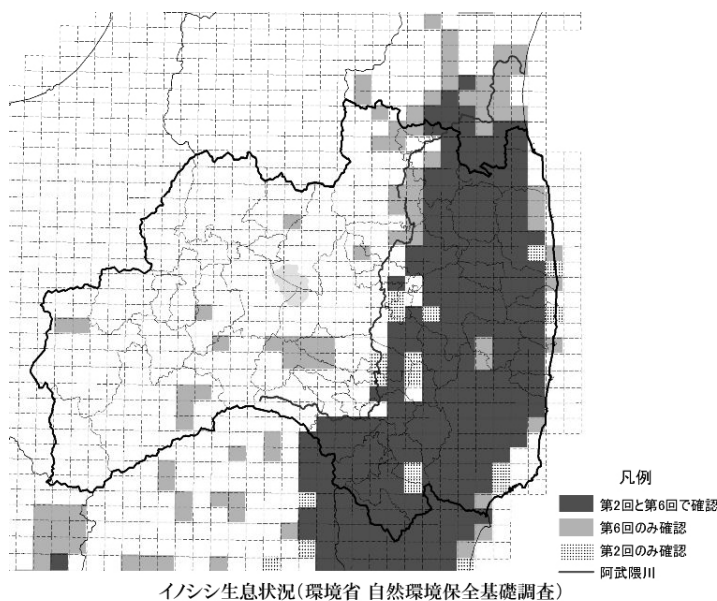 凡例
第2回と第6回で確認
第6回のみ確認
第2回のみ確認
阿武隈川
イノシシ生息状況(環境省 自然環境保全基礎調査)